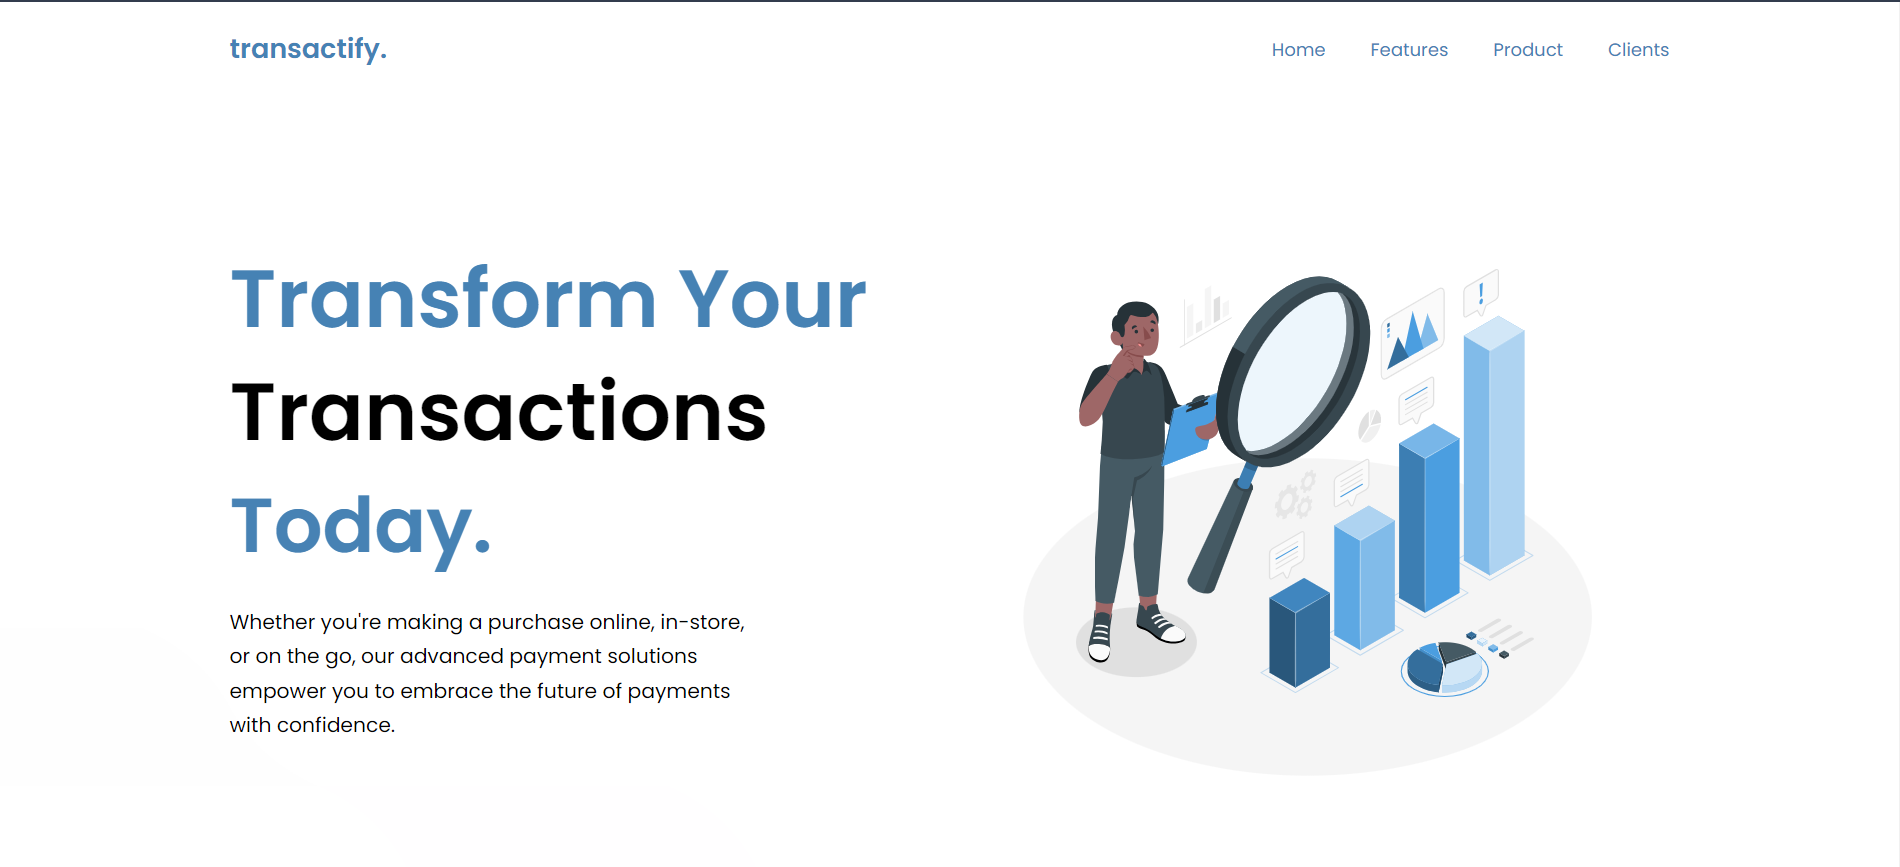 transactify.
Home Features Product Clients
Transform Your
Transactions
Today.
Whether you're making a purchase online, in-store,
or on the go, our advanced payment solutions
empower you to embrace the future of payments
with confidence.
!